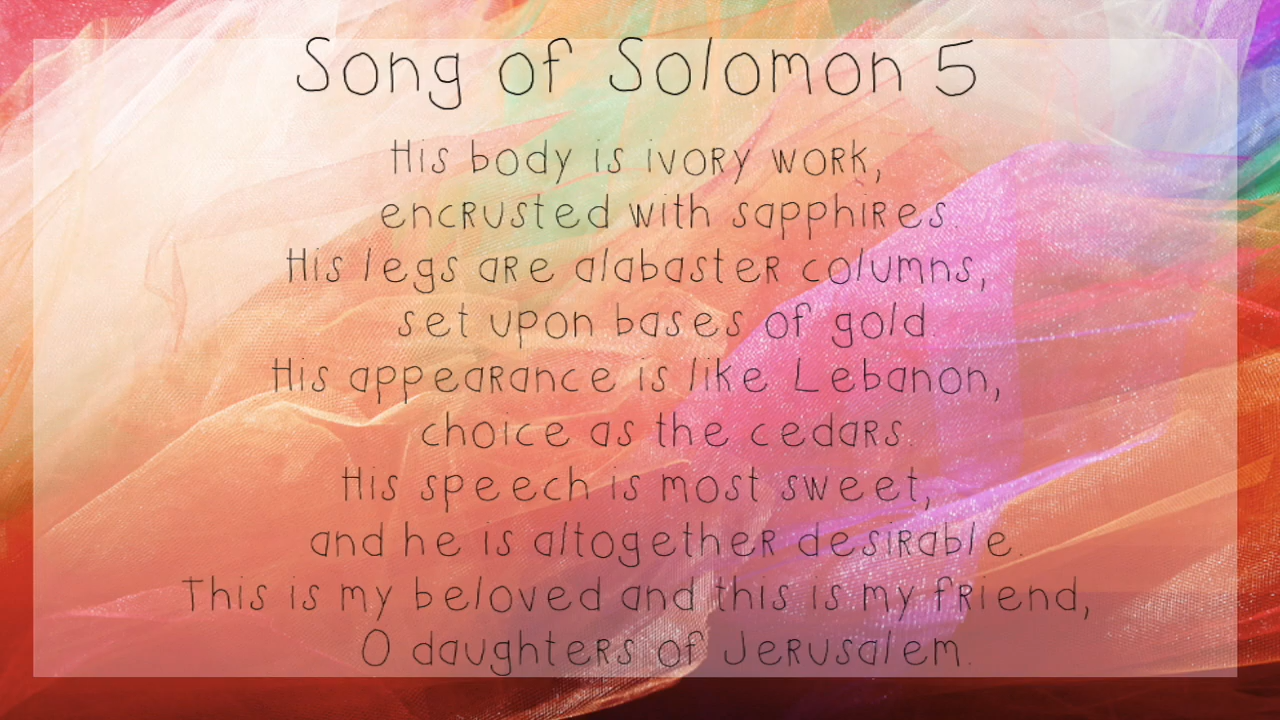 Song of Solomon 5
His body is ivory work,
encrusted with sapphires.
His legs are alabaster columns,
set upon bases of gold.
His appearance is like Lebanon,
choice as the cedars.
His speech is most sweet,
and he is altogether desirable.
This is my beloved and this is my friend,
O daughters of Jerusalem.